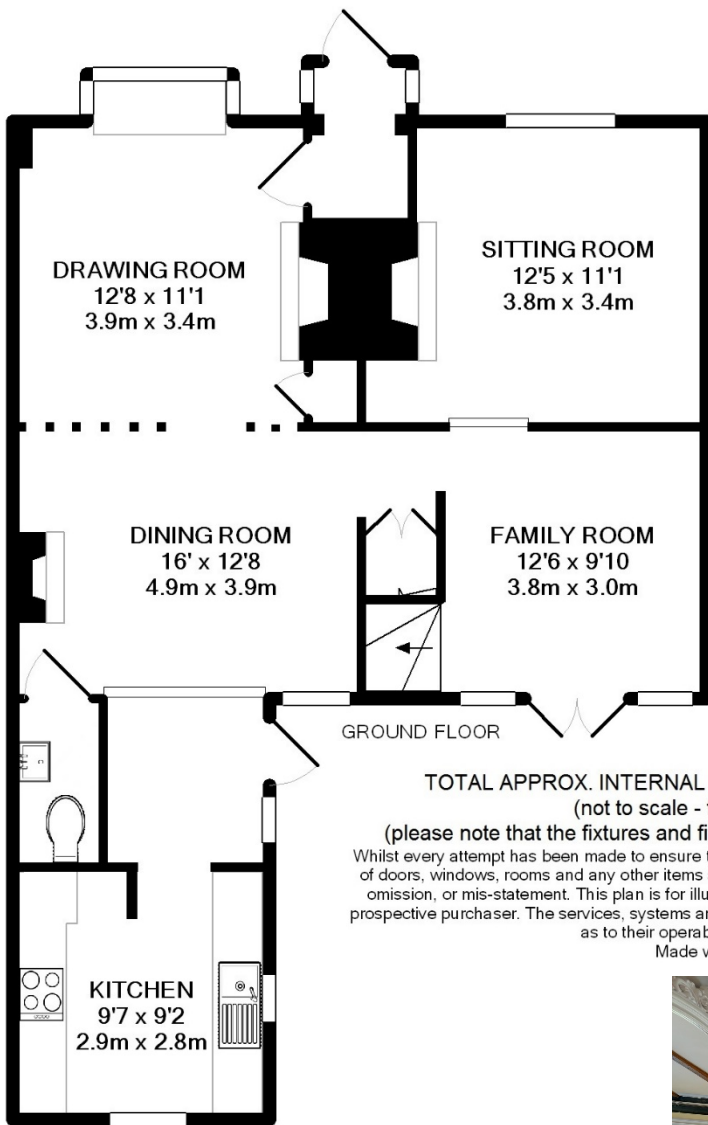 DRAWING ROOM
12'8 x 11'1
3.9m x 3.4m
SITTING ROOM
12'5 x 11'1
3.8m x 3.4m
DINING ROOM
16' x 12'8
4.9m x 3.9m
FAMILY ROOM
12'6 x 9'10
3.8m x 3.0m
GROUND FLOOR
TOTAL APPROX. INTERNAL
(not to scale -
(please note that the fixtures and
Whilst every attempt has been made to ensure
of doors, windows, rooms and any other items
omission, or mis-statement. This plan is for
prospective purchaser. The services, systems
as to their
Made
KITCHEN
9'7 x 9'2
2.9m x 2.8m